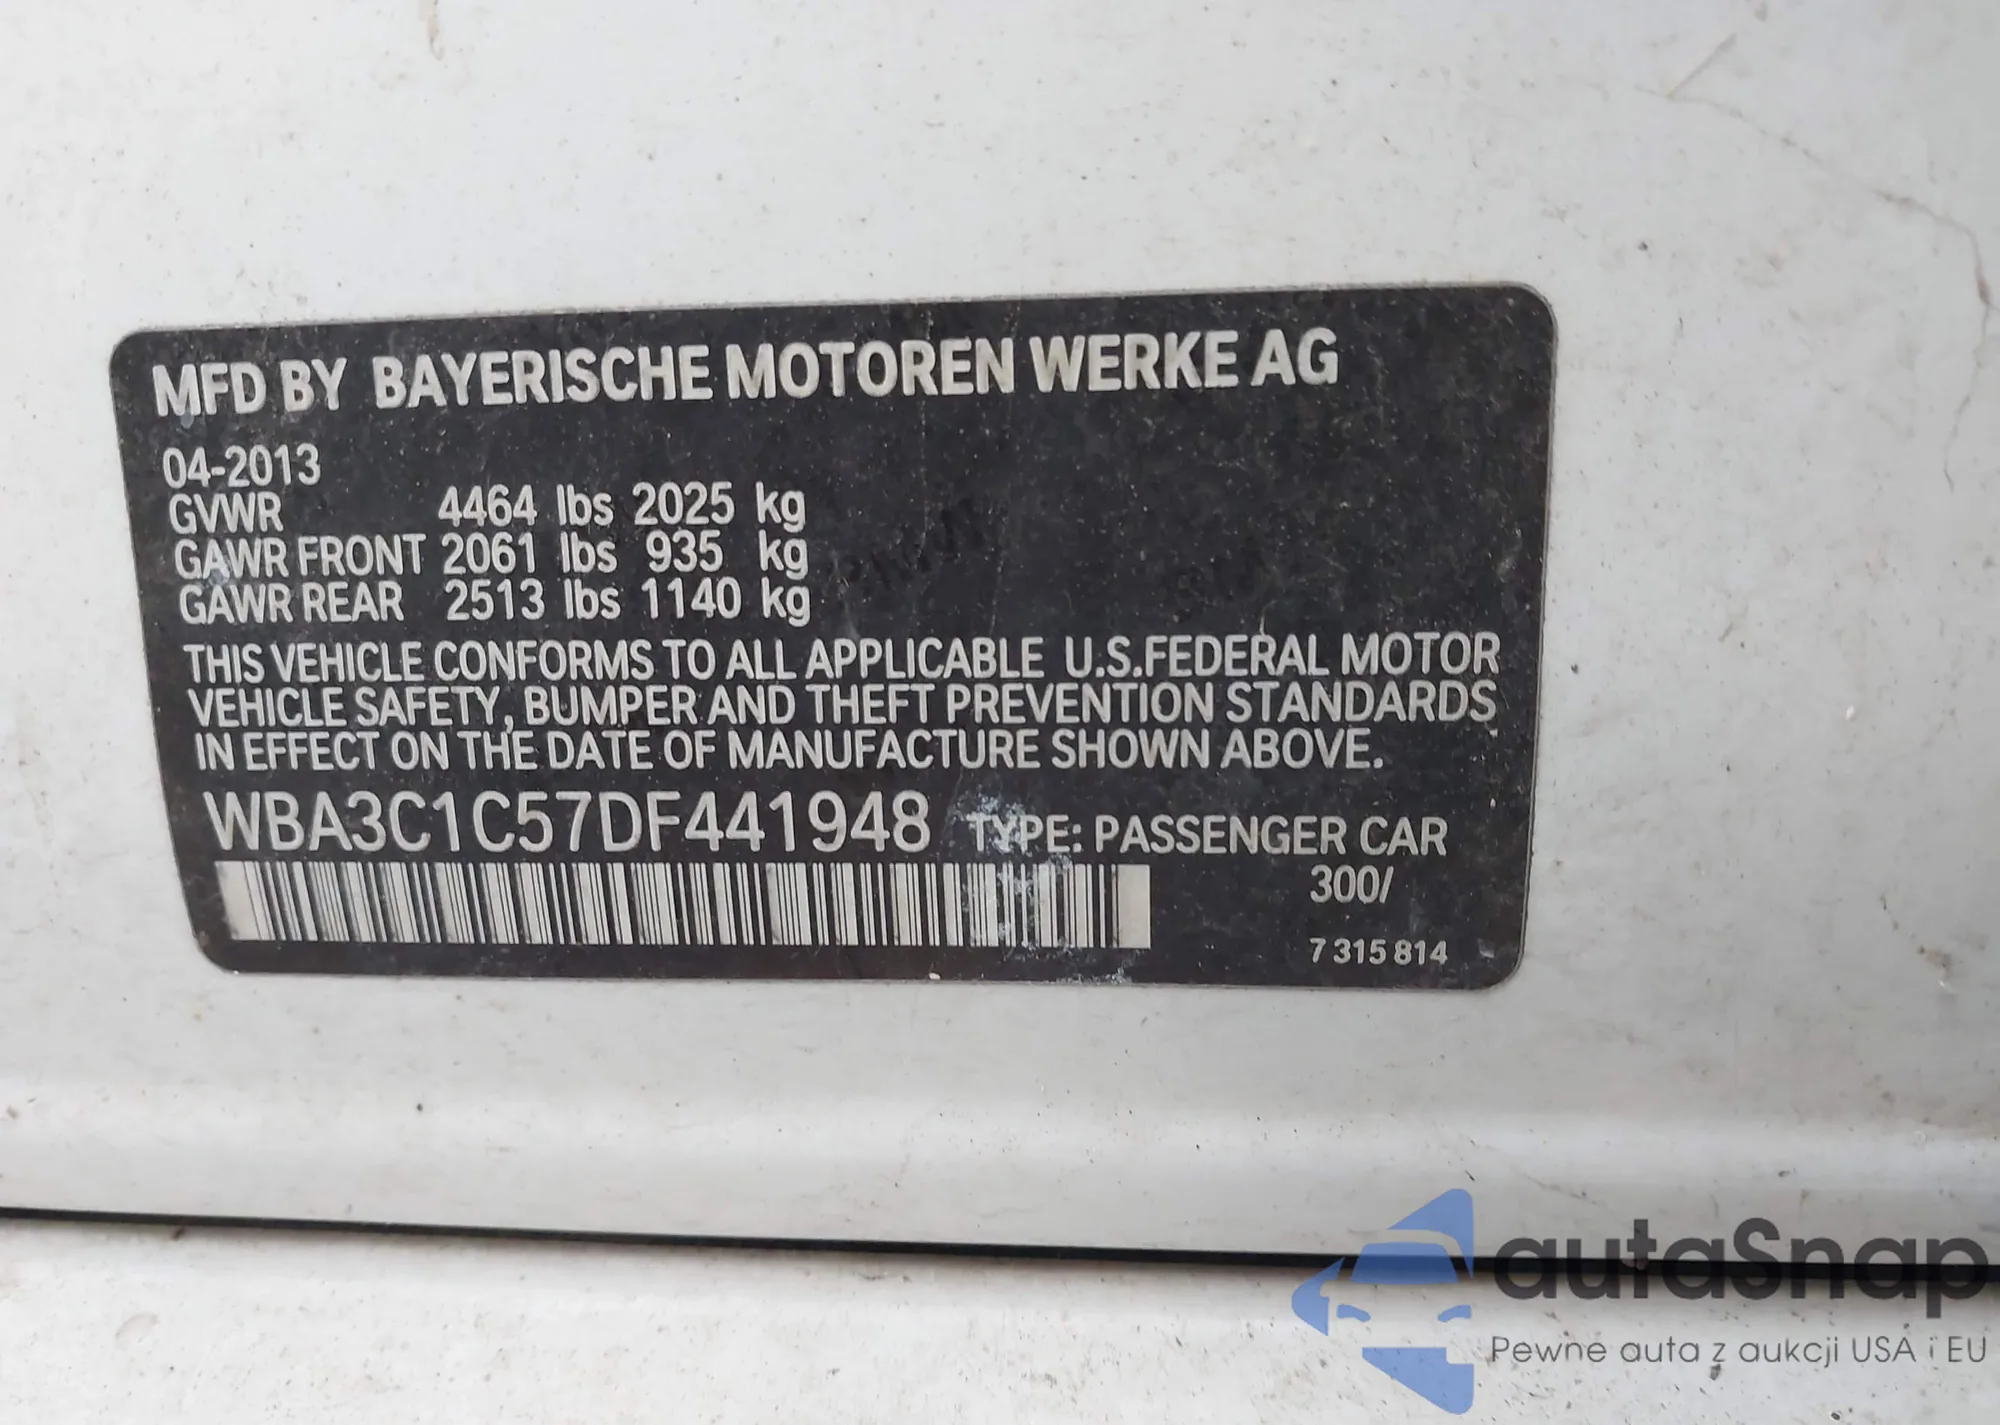 MFD BY BAYERISCHE MOTOREN WERKE AG
04-2013
GVWR 4464 lbs 2025 kg
GAWR FRONT 2061 lbs 935 kg
GAWR REAR 2513 lbs 1140 kg
THIS VEHICLE CONFORMS TO ALL APPLICABLE U.S.FEDERAL MOTOR
VEHICLE SAFETY, BUMPER AND THEFT PREVENTION STANDARDS
IN EFFECT ON THE DATE OF MANUFACTURE SHOWN ABOVE.
WBA3C1C57DF441948 TYPE: PASSENGER CAR
300/
7 315 814
autaSnap
Pewne auta z aukcji USA i EU